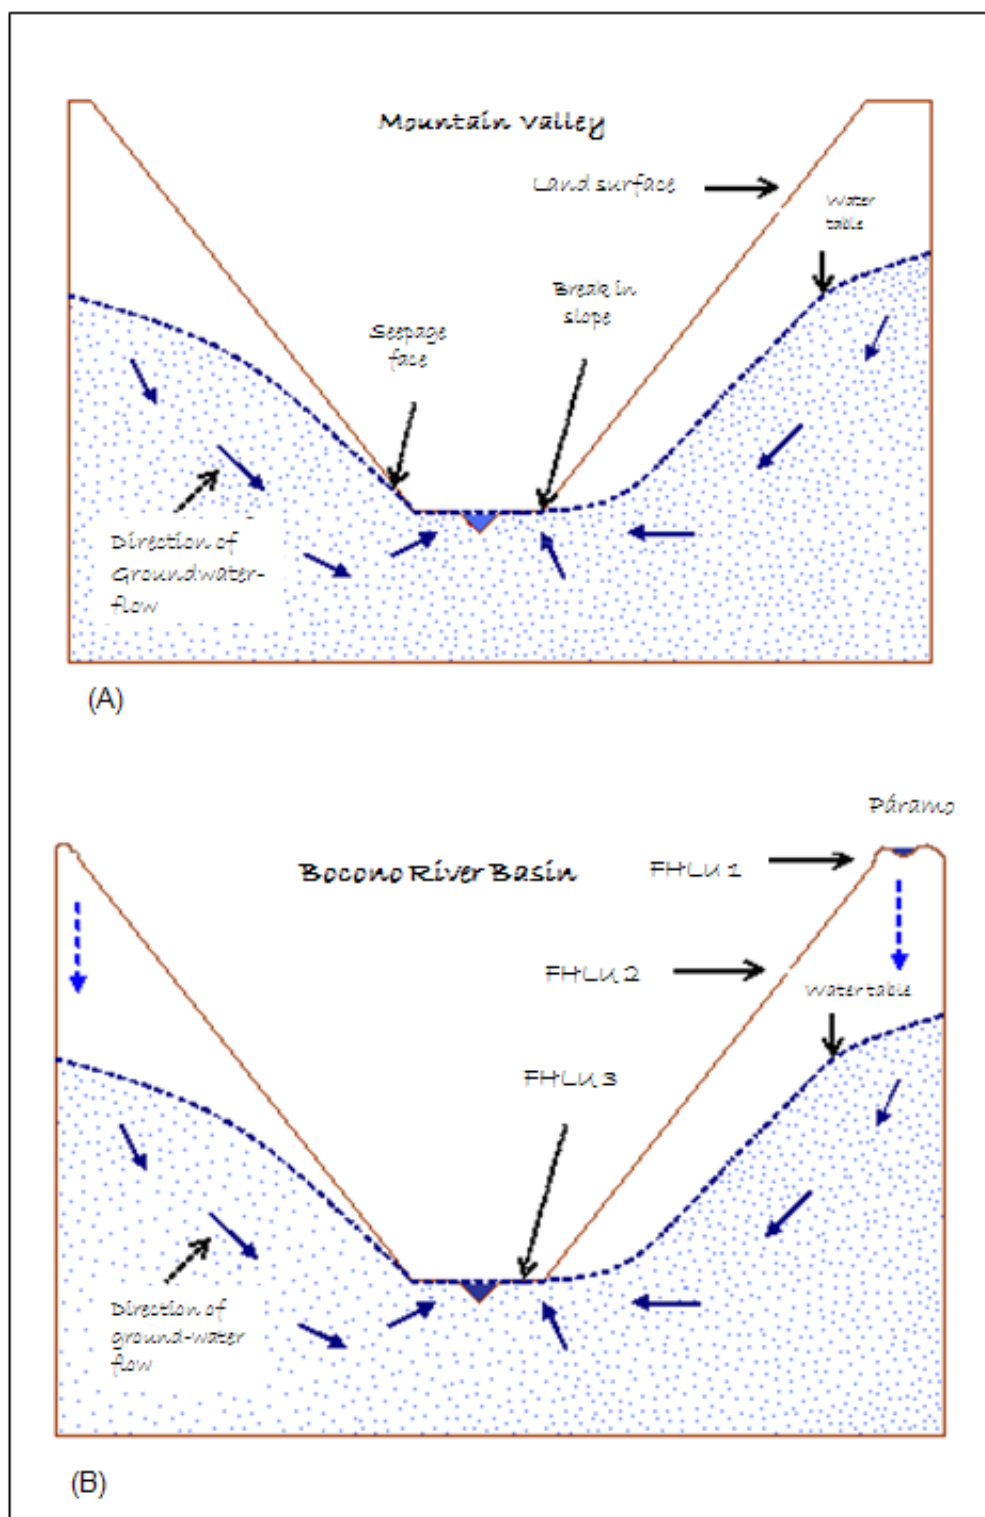 Mountain Valley
Land surface
Water
table
Break in
slope
Seepage
face
Direction of
Groundwater-
flow
(A)
Páramo
Bocono River Basin
FHLU 1
FHLU 2
Water table
FHLU 3
Direction of
ground-water
flow
(B)